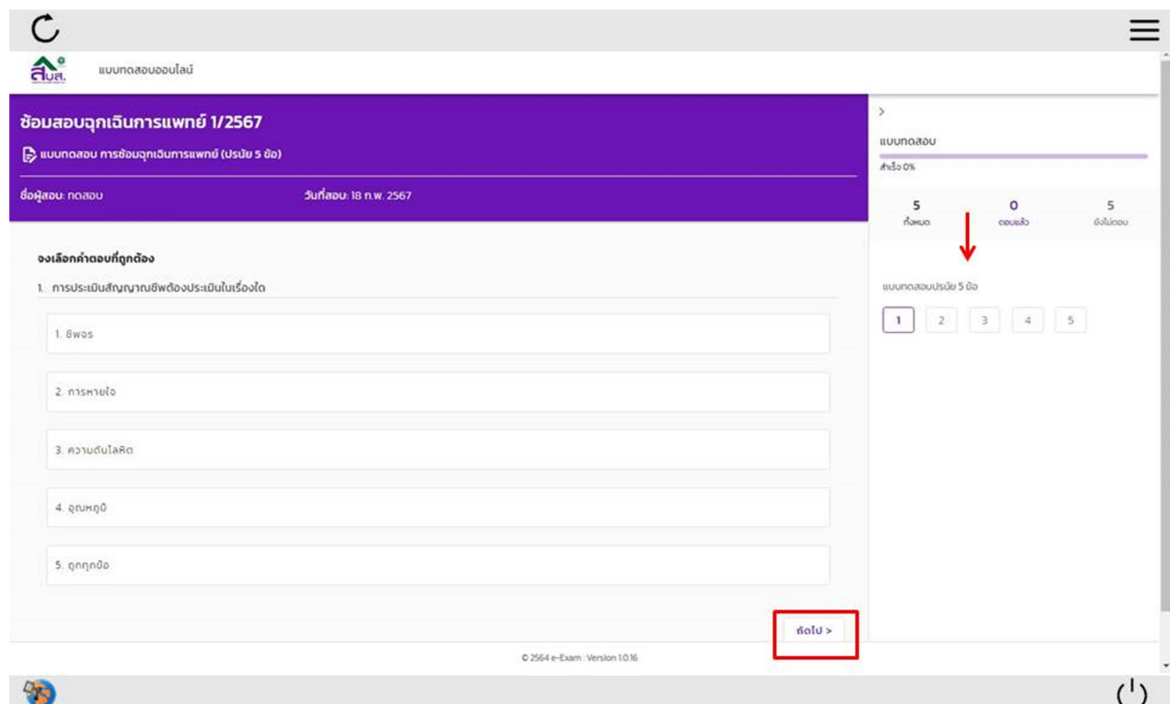 สบส.
แบบทดสอบออนไลน์
ซ้อมสอบฉุกเฉินการแพทย์ 1/2567
แบบทดสอบ การซ้อมฉุกเฉินการแพทย์ (ปรนัย 5 ข้อ)
ชื่อผู้สอบ: ทดสอบ
วันที่สอบ: 18 ก.พ. 2567
จงเลือกคำตอบที่ถูกต้อง
1. การประเมินสัญญาณชีพต้องประเมินในเรื่องใด
1. ชีพจร
2. การหายใจ
3. ความดันโลหิต
4. อุณหภูมิ
5. ถูกทุกข้อ
ถัดไป >
>
แบบทดสอบ
สำเร็จ 0%
5 0 5
ทั้งหมด ตอบแล้ว ยังไม่ตอบ
แบบทดสอบปรนัย 5 ข้อ
1 2 3 4 5
© 2564 e-Exam : Version 1.0.16